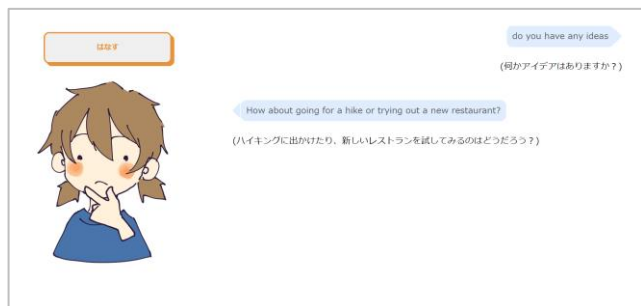 はなす
do you have any ideas
(何かアイデアはありますか？)
How about going for a hike or trying out a new restaurant?
(ハイキングに出かけたり、新しいレストランを試してみるのはどうだろう？)